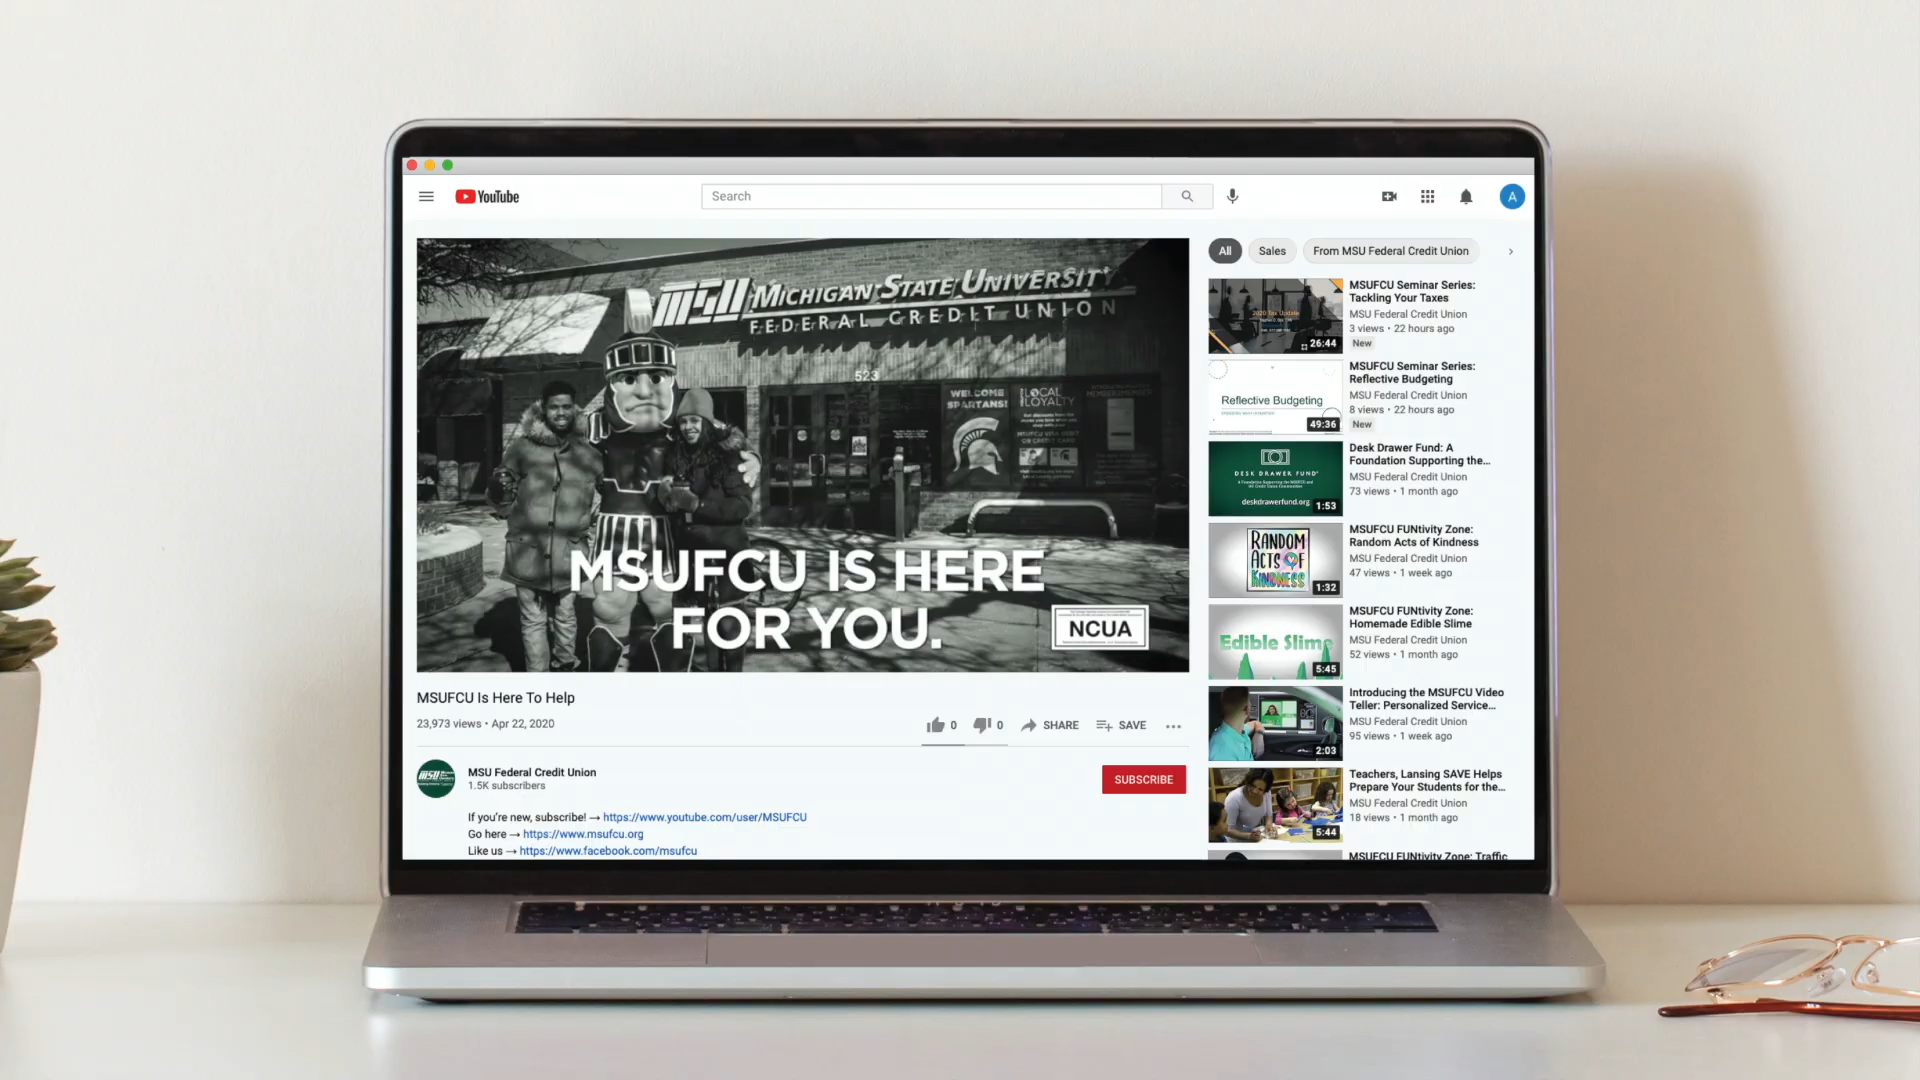 YouTube
Search
A
MSU MICHIGAN STATE UNIVERSITY
FEDERAL CREDIT UNION
523
WELCOME
SPARTANS!
LOCAL
LOYALTY
MSUFCU IS HERE
FOR YOU.
NCUA
MSUFCU Is Here To Help
23,973 views • Apr 22, 2020
0
0
SHARE
SAVE
MSU
MSU Federal Credit Union
1.5K subscribers
SUBSCRIBE
If you're new, subscribe! → https://www.youtube.com/user/MSUFCU
Go here → https://www.msufcu.org
Like us → https://www.facebook.com/msufcu
All
Sales
From MSU Federal Credit Union
2020 Tax Update
26:44
MSUFCU Seminar Series:
Tackling Your Taxes
MSU Federal Credit Union
3 views • 22 hours ago
New
Reflective Budgeting
49:36
MSUFCU Seminar Series:
Reflective Budgeting
MSU Federal Credit Union
8 views • 22 hours ago
New
DESK DRAWER FUND
deskdrawerfund.org
1:53
Desk Drawer Fund: A
Foundation Supporting the...
MSU Federal Credit Union
73 views • 1 month ago
RANDOM
ACTS OF
KINDNESS
1:32
MSUFCU FUNtivity Zone:
Random Acts of Kindness
MSU Federal Credit Union
47 views • 1 week ago
Edible Slime
5:45
MSUFCU FUNtivity Zone:
Homemade Edible Slime
MSU Federal Credit Union
52 views • 1 month ago
2:03
Introducing the MSUFCU Video
Teller: Personalized Service...
MSU Federal Credit Union
95 views • 1 week ago
5:44
Teachers, Lansing SAVE Helps
Prepare Your Students for the...
MSU Federal Credit Union
18 views • 1 month ago
MSUFCU FUNtivity Zone: Traffic